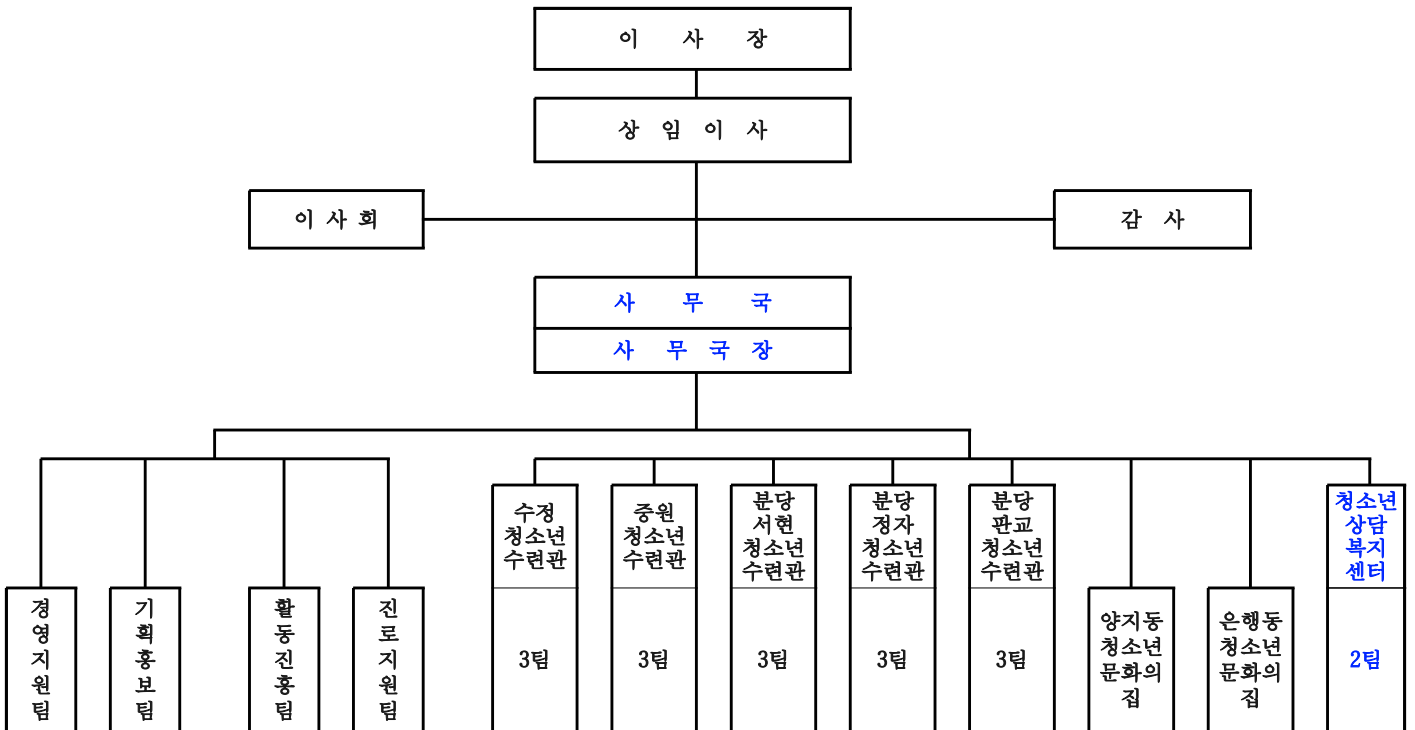 이 사 장
상 임 이 사
이 사 회
감 사
사 무 국
사 무 국 장
수정
청소년
수련관
3팀
중원
청소년
수련관
3팀
분당
서현
청소년
수련관
3팀
분당
정자
청소년
수련관
3팀
분당
판교
청소년
수련관
3팀
청소년
상담
복지
센터
2팀
경
영
지
원
팀
기
획
홍
보
팀
활
동
진
흥
팀
진
로
지
원
팀
양지동
청소년
문화의
집
은행동
청소년
문화의
집